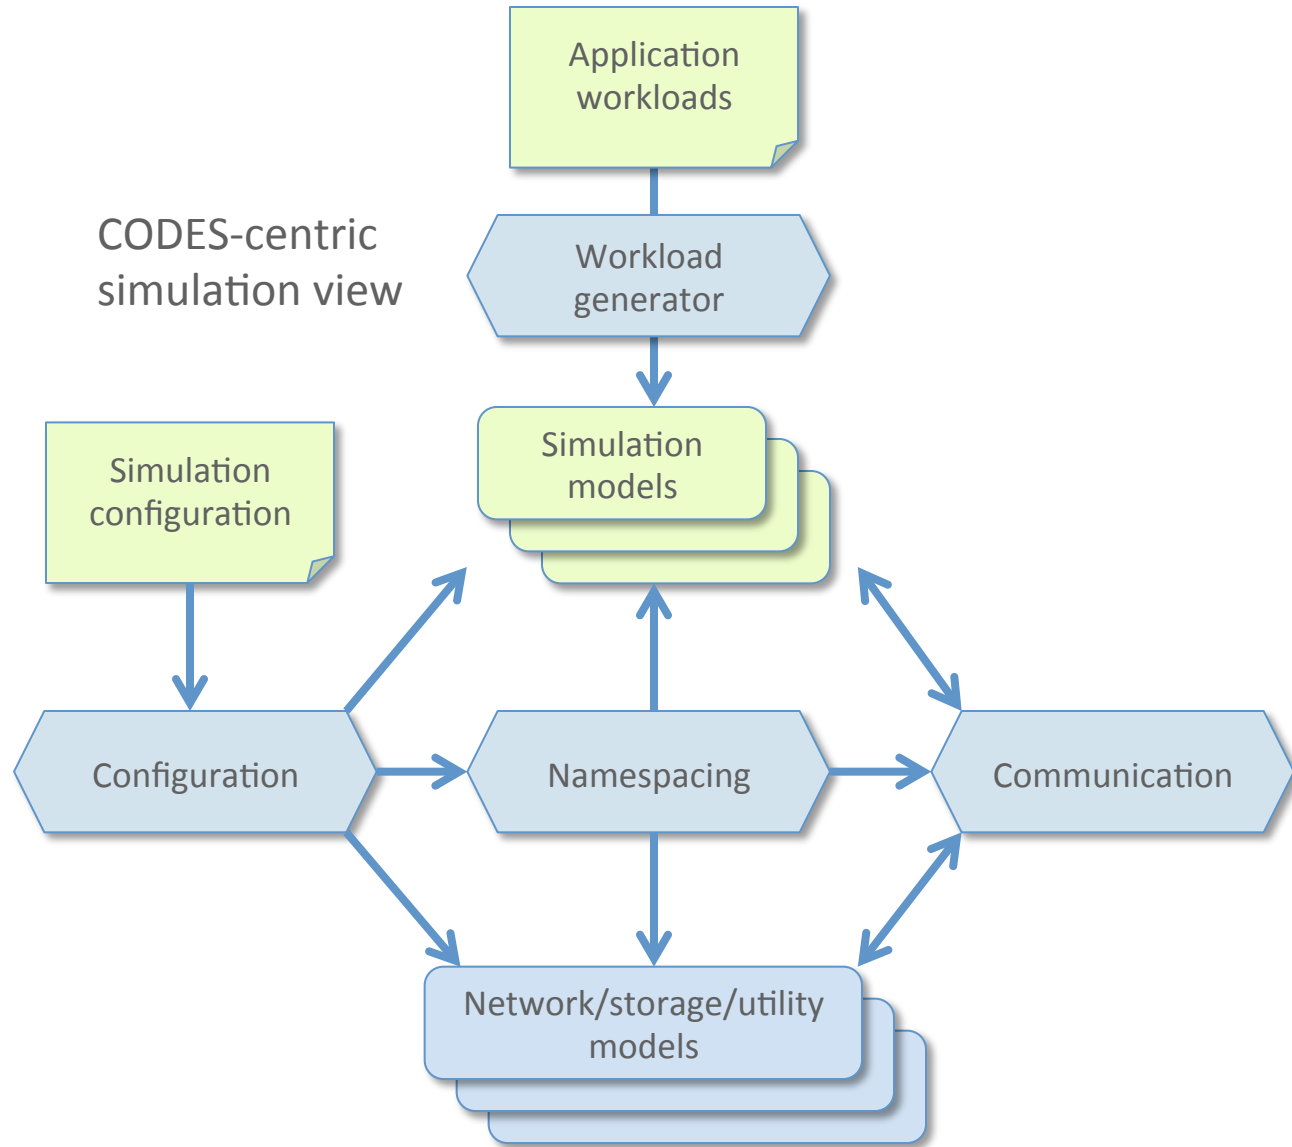 Application
workloads
CODES-centric
simulation view
Workload
generator
Simulation
models
Simulation
configuration
Configuration
Namespacing
Communication
Network/storage/utility
models